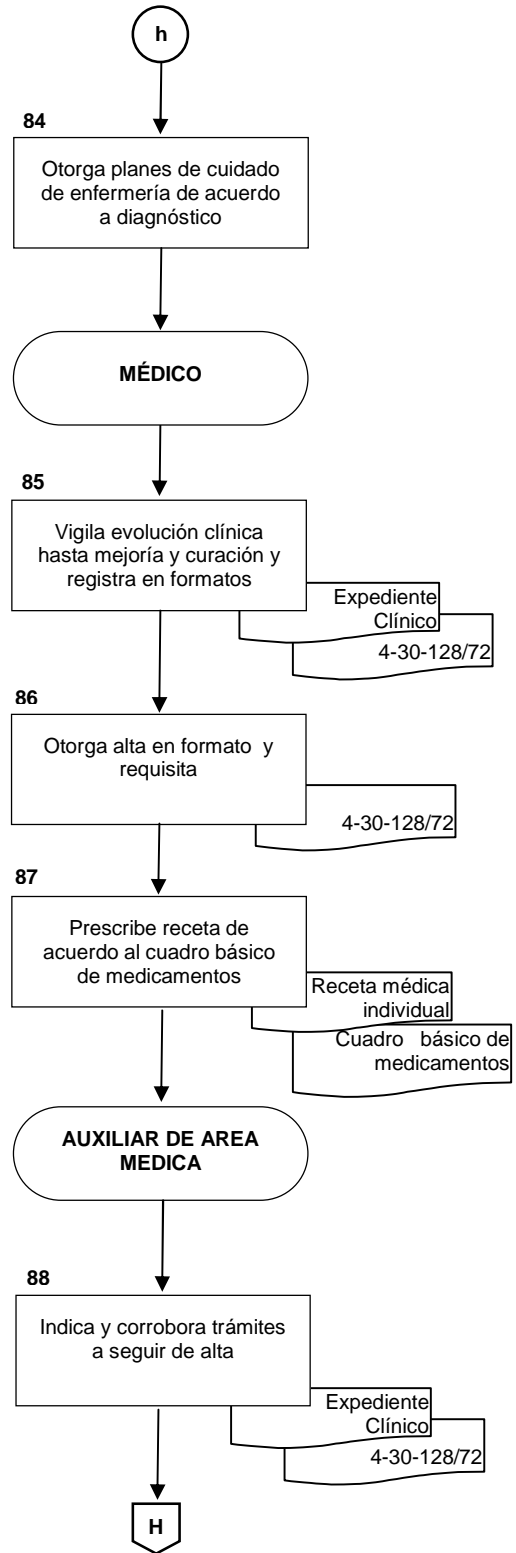 h
84
Otorga planes de cuidado
de enfermería de acuerdo
a diagnóstico
MÉDICO
85
Vigila evolución clínica
hasta mejoría y curación y
registra en formatos
Expediente
Clínico
4-30-128/72
86
Otorga alta en formato y
requisita
4-30-128/72
87
Prescribe receta de
acuerdo al cuadro básico
de medicamentos
Receta médica
individual
Cuadro básico de
medicamentos
AUXILIAR DE AREA
MEDICA
88
Indica y corrobora trámites
a seguir de alta
Expediente
Clínico
4-30-128/72
H